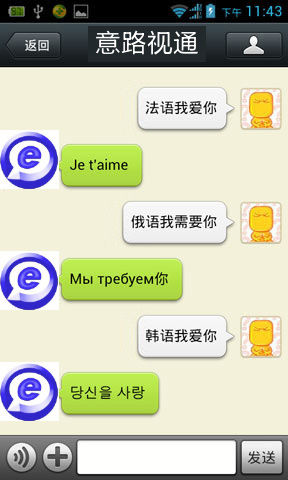 下午 11:43
返回
意路视通
法语我爱你
Je t'aime
俄语我需要你
Мы требуем你
韩语我爱你
당신을 사랑
发送